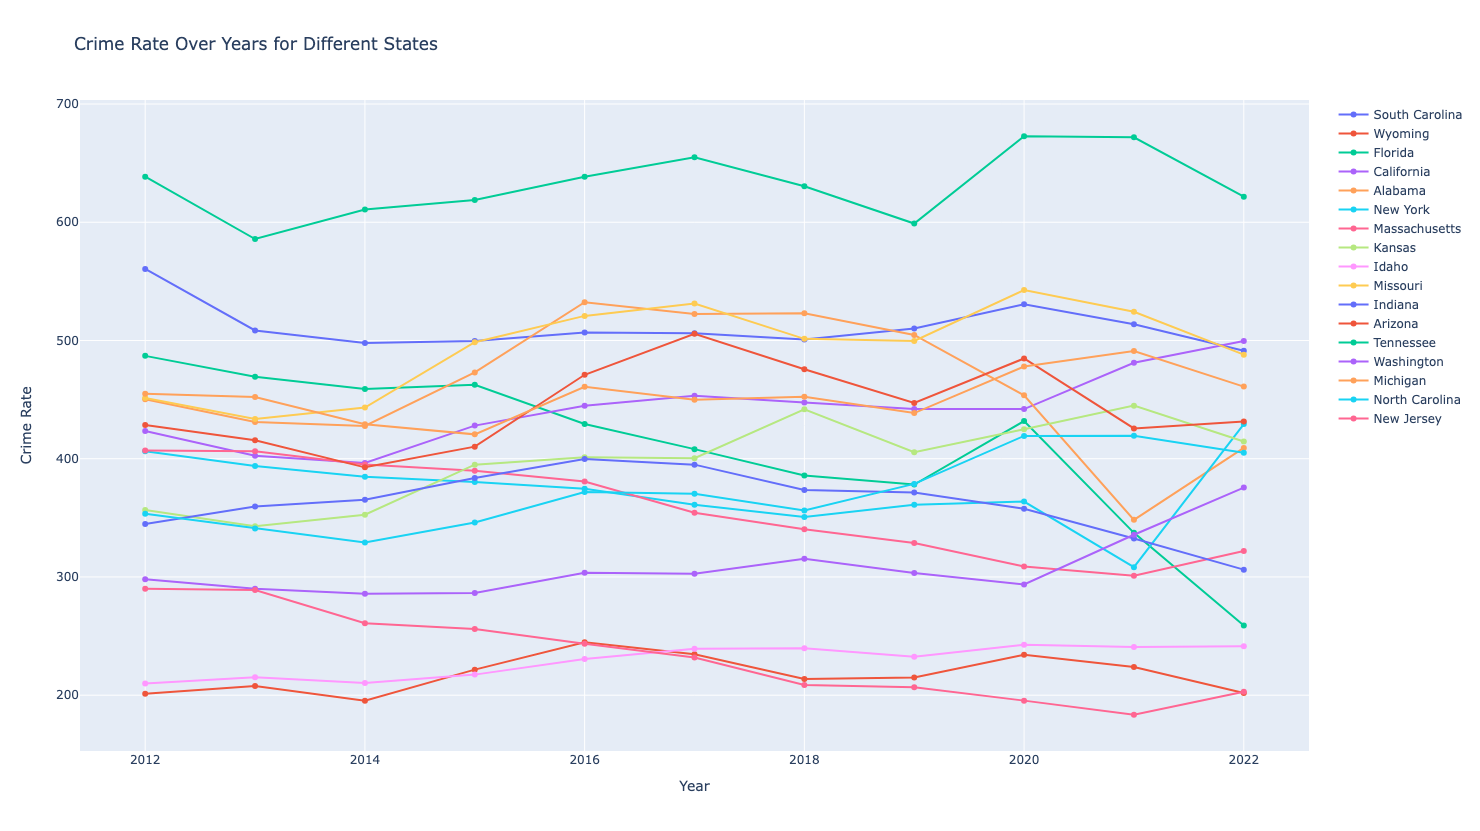 Crime Rate Over Years for Different States
700
600
500
400
300
200
Crime Rate
2012
2014
2016
2018
2020
2022
Year
South Carolina
Wyoming
Florida
California
Alabama
New York
Massachusetts
Kansas
Idaho
Missouri
Indiana
Arizona
Tennessee
Washington
Michigan
North Carolina
New Jersey